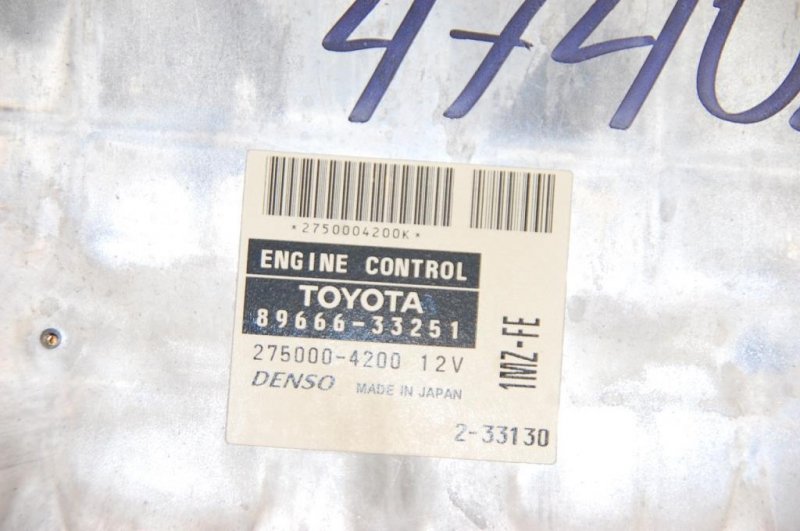 *2750004200K*
ENGINE CONTROL
TOYOTA
89666-33251
275000-4200 12V
DENSO MADE IN JAPAN
1MZ-FE
2-33130